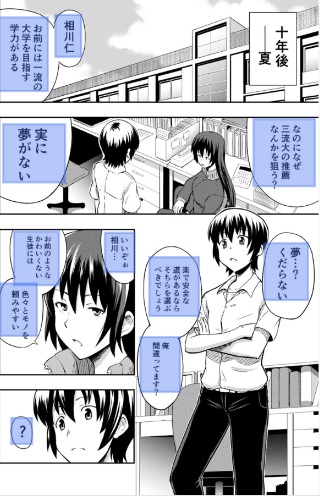 十年後
──夏
相川仁
お前には一流の
大学を目指す
学力がある
なのになぜ
三流大の推薦
なんかを狙う?
実に
夢がない
夢…?
くだらない
楽で安全な
道があるなら
そちらを選ぶ
べきでしょう
俺
間違ってます?
いいぞぉ
相川…
お前のような
かわいくない
生徒には
色々とモノを
頼みやすい
?